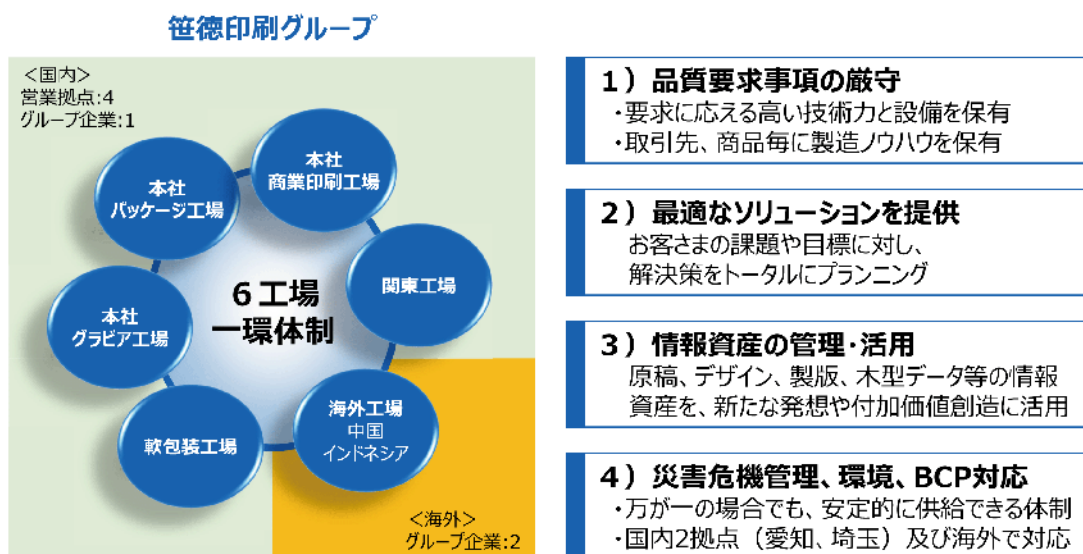 笹徳印刷グループ
<国内>
営業拠点:4
グループ企業:1
本社
商業印刷工場
本社
パッケージ工場
関東工場
6工場
一環体制
本社
グラビア工場
海外工場
中国
インドネシア
軟包装工場
<海外>
グループ企業:2
1）品質要求事項の厳守
・要求に応える高い技術力と設備を保有
・取引先、商品毎に製造ノウハウを保有
2）最適なソリューションを提供
お客さまの課題や目標に対し、
解決策をトータルにプランニング
3）情報資産の管理・活用
原稿、デザイン、製版、木型データ等の情報
資産を、新たな発想や付加価値創造に活用
4）災害危機管理、環境、BCP対応
・万が一の場合でも、安定的に供給できる体制
・国内2拠点（愛知、埼玉）及び海外で対応